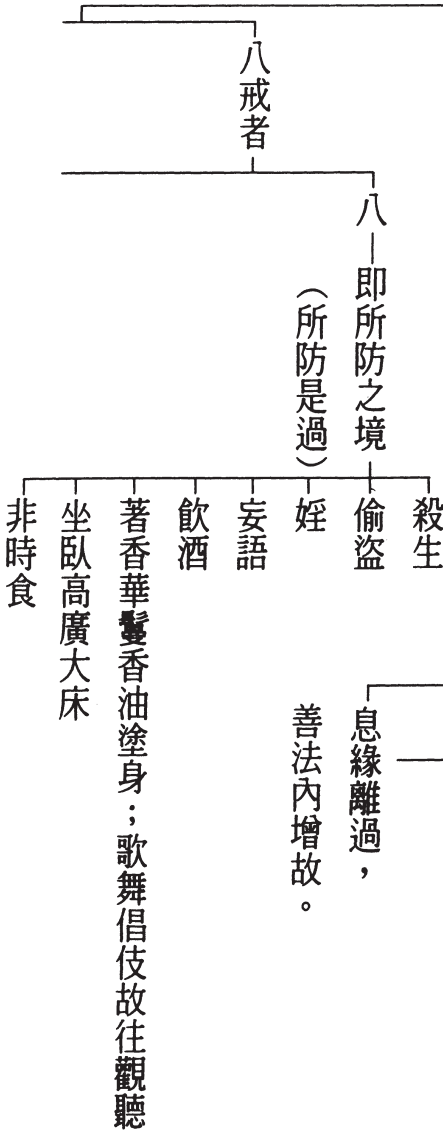 八戒者
八
即所防之境
（所防是過）
殺生
偷盜
婬
妄語
飲酒
著香華鬘香油塗身；歌舞倡伎故往觀聽
坐臥高廣大床
非時食
息緣離過，
善法內增故。